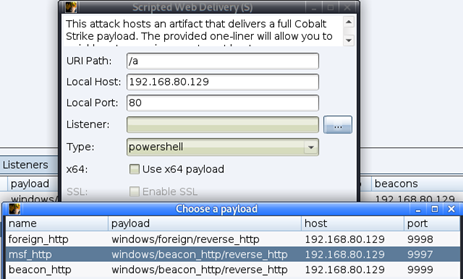 Scripted Web Delivery (S)
This attack hosts an artifact that delivers a full Cobalt
Strike payload. The provided one-liner will allow you to
URI Path: /a
Local Host: 192.168.80.129
Local Port: 80
Listener: ...
Type: powershell
x64: Use x64 payload
SSL: Enable SSL
Listeners
payload beacons
windows/ 192.168.80.129
Choose a payload
name payload host port
foreign_http windows/foreign/reverse_http 192.168.80.129 9998
msf_http windows/beacon_http/reverse_http 192.168.80.129 9997
beacon_http windows/beacon_http/reverse_http 192.168.80.129 9999